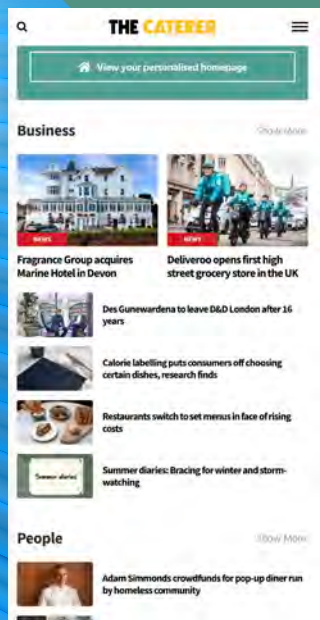 THE CATERER
View your personalised homepage
Business
Show More
NEWS
NEWS
Fragrance Group acquires
Marine Hotel in Devon
Deliveroo opens first high
street grocery store in the UK
Des Gunewardena to leave D&D London after 16
years
Calorie labelling puts consumers off choosing
certain dishes, research finds
Restaurants switch to set menus in face of rising
costs
Summer diaries
Summer diaries: Bracing for winter and storm-
watching
People
Show More
Adam Simmonds crowdfunds for pop-up diner run
by homeless community